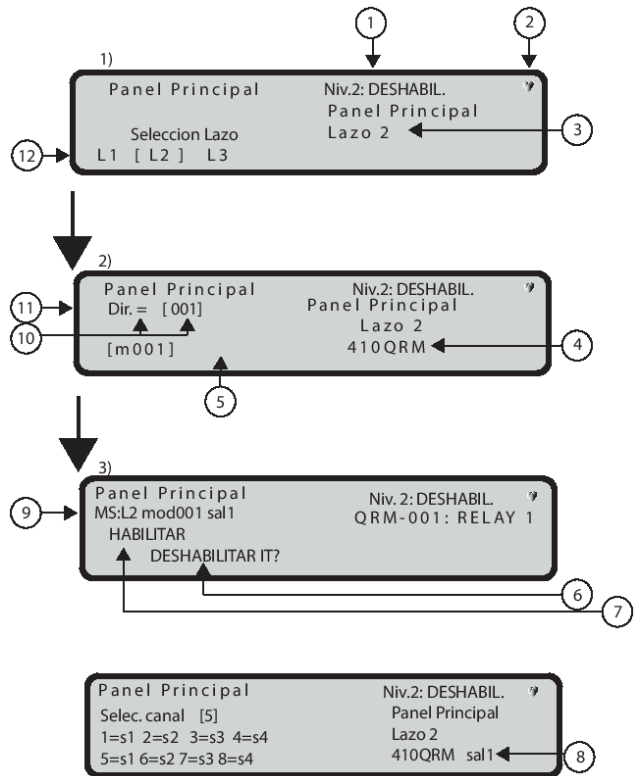 1 2
1)
Panel Principal Niv.2: DESHABIL.
Panel Principal
Seleccion Lazo Lazo 2 3
12 L1 [ L2 ] L3
2)
Panel Principal Niv.2: DESHABIL.
11 Dir. = [001] Panel Principal
10 Lazo 2
[m001] 410QRM 4
5
3)
Panel Principal Niv. 2: DESHABIL.
9 MS:L2 mod001 sal1 QRM-001: RELAY 1
HABILITAR
DESHABILITAR IT?
6
7
Panel Principal Niv.2: DESHABIL.
Selec. canal [5] Panel Principal
1=s1 2=s2 3=s3 4=s4 Lazo 2
5=s1 6=s2 7=s3 8=s4 410QRM sal1 8